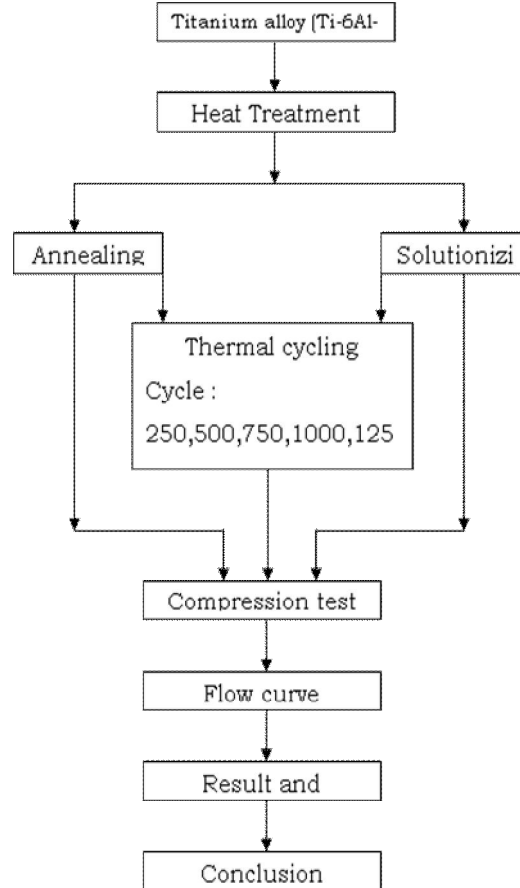 Titanium alloy (Ti-6Al-
Heat Treatment
Annealing
Solutionizi
Thermal cycling
Cycle :
250,500,750,1000,125
Compression test
Flow curve
Result and
Conclusion